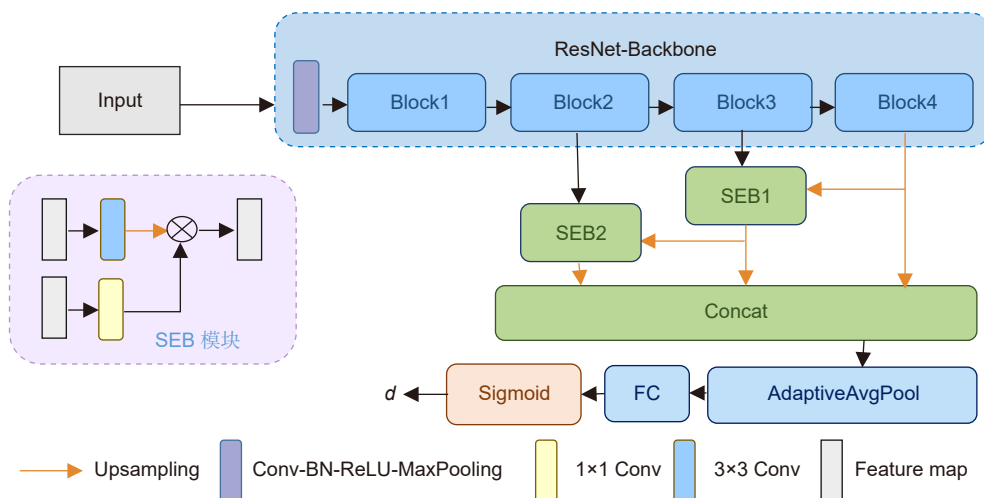 ResNet-Backbone
Input
Block1
Block2
Block3
Block4
SEB1
SEB2
SEB 模块
Concat
d
Sigmoid
FC
AdaptiveAvgPool
Upsampling
Conv-BN-ReLU-MaxPooling
1×1 Conv
3×3 Conv
Feature map